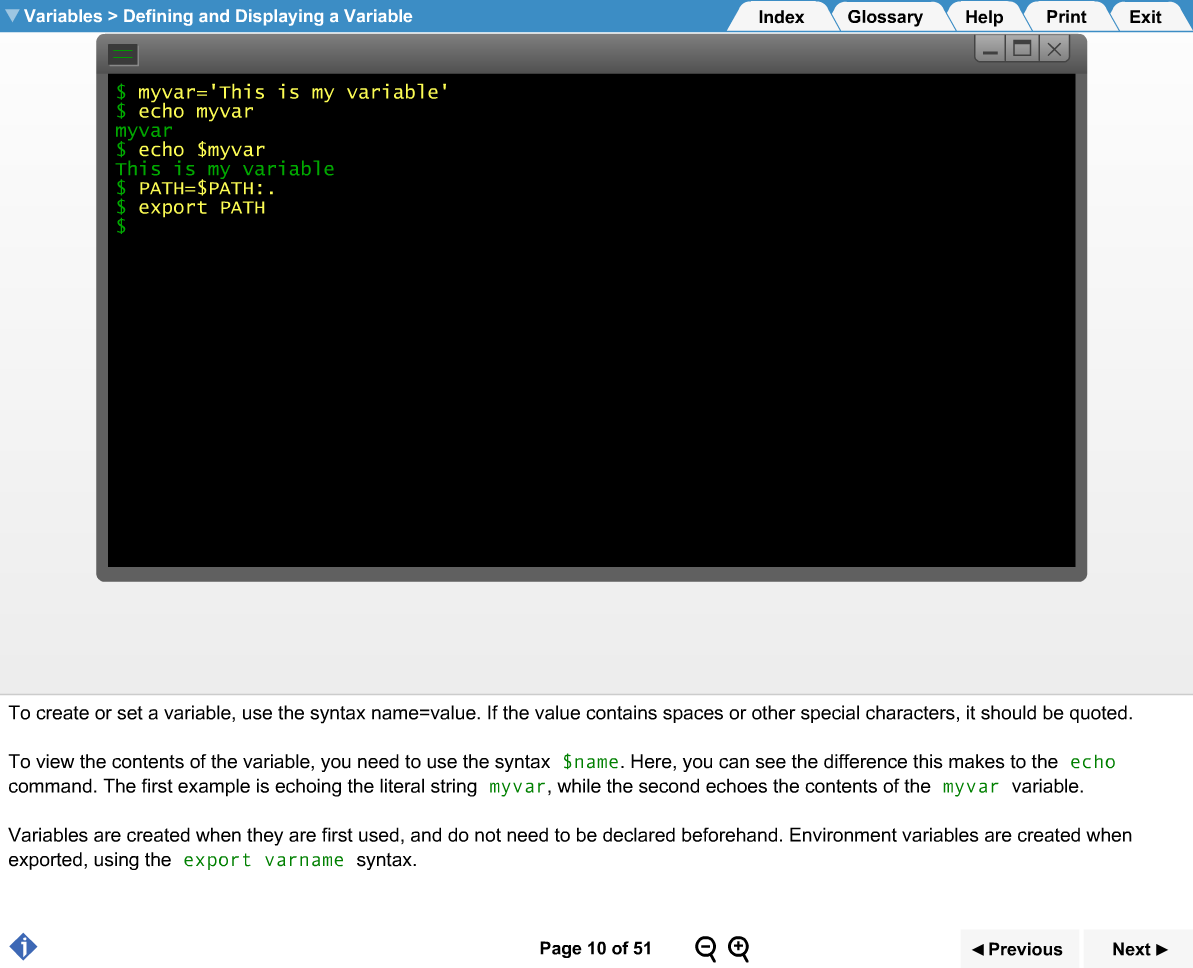 Variables > Defining and Displaying a Variable
Index Glossary Help Print Exit
$ myvar='This is my variable'
$ echo myvar
myvar
$ echo $myvar
This is my variable
$ PATH=$PATH:.
$ export PATH
$
To create or set a variable, use the syntax name=value. If the value contains spaces or other special characters, it should be quoted.
To view the contents of the variable, you need to use the syntax $name. Here, you can see the difference this makes to the echo
command. The first example is echoing the literal string myvar, while the second echoes the contents of the myvar variable.
Variables are created when they are first used, and do not need to be declared beforehand. Environment variables are created when
exported, using the export varname syntax.
Page 10 of 51
Previous
Next